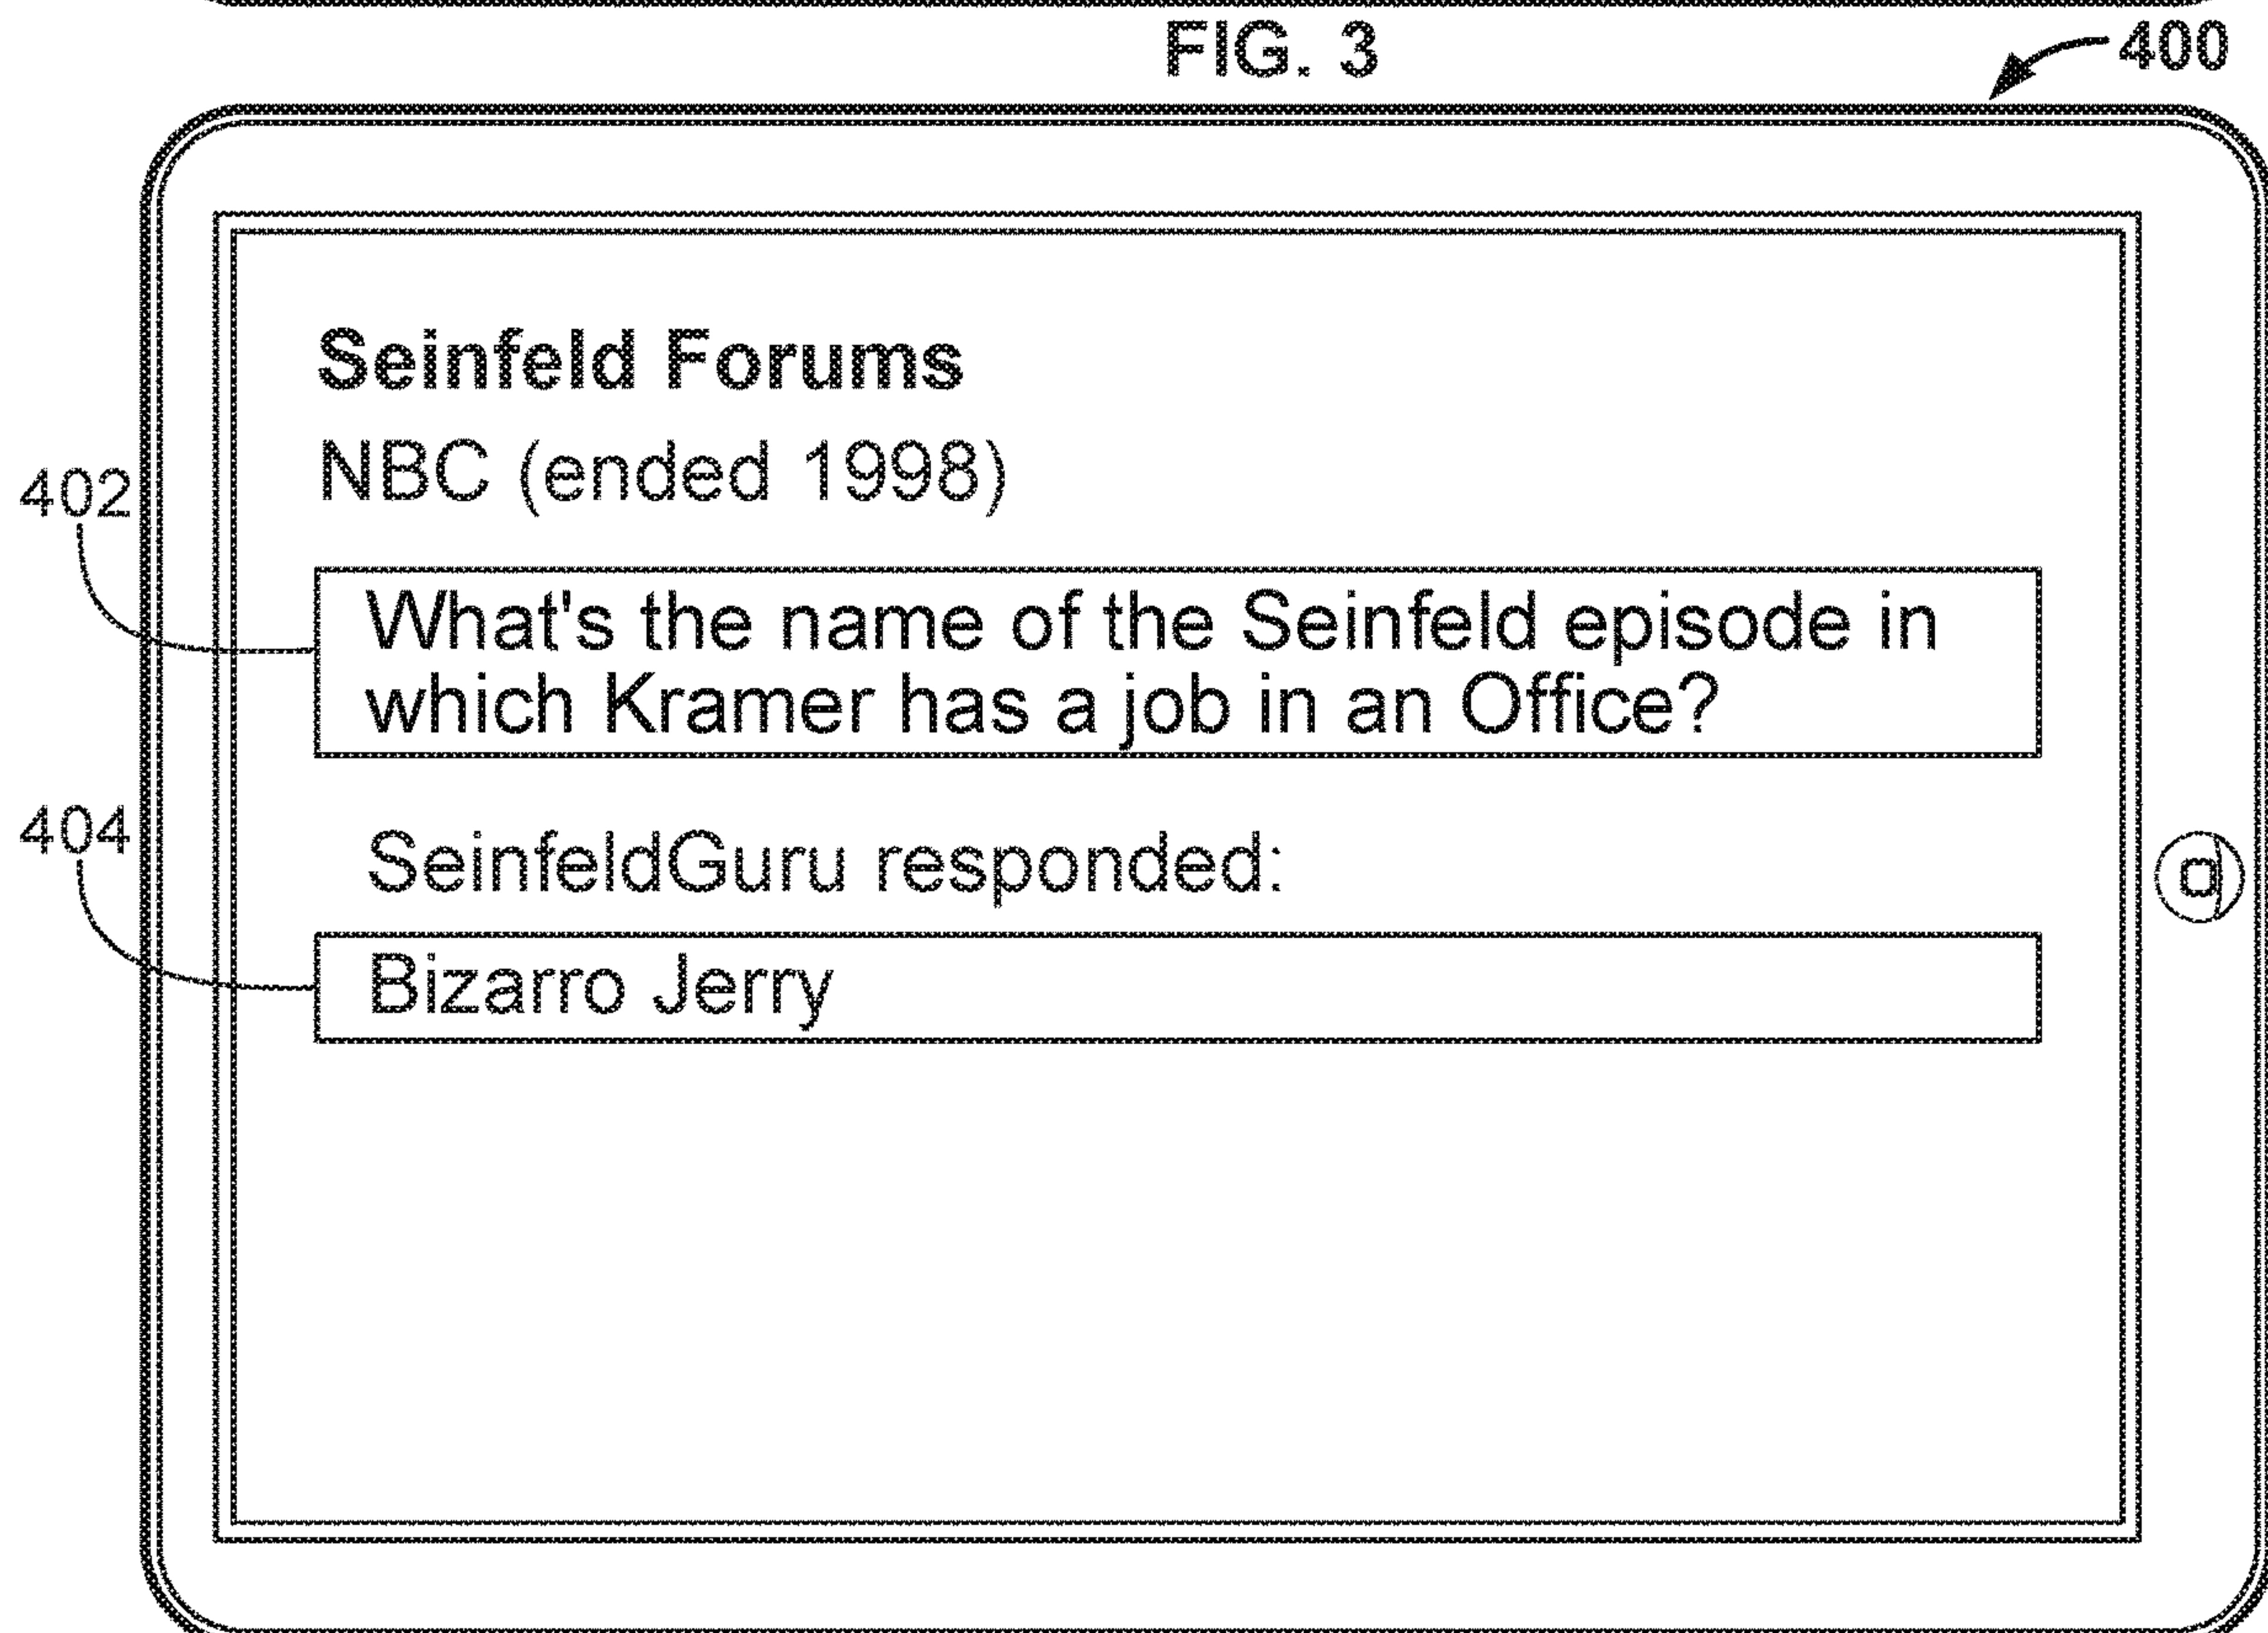 FIG. 3
400
Seinfeld Forums
NBC (ended 1998)
402
What's the name of the Seinfeld episode in
which Kramer has a job in an Office?
404
SeinfeldGuru responded:
Bizarro Jerry